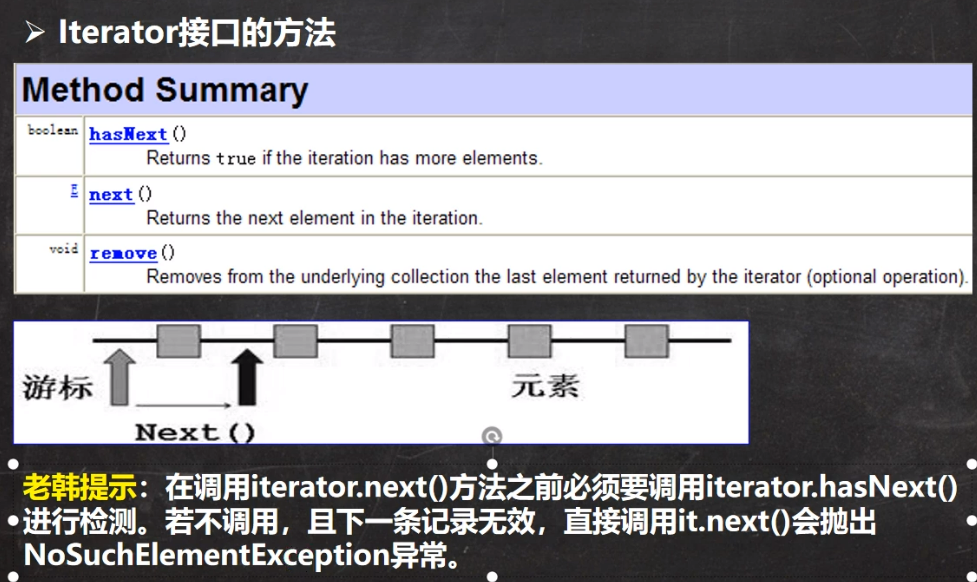 ➢ Iterator接口的方法
Method Summary
boolean hasNext()
Returns true if the iteration has more elements.
E next()
Returns the next element in the iteration.
void remove()
Removes from the underlying collection the last element returned by the iterator (optional operation).
游标 元素
Next()
老韩提示：在调用iterator.next()方法之前必须要调用iterator.hasNext()
进行检测。若不调用，且下一条记录无效，直接调用it.next()会抛出
NoSuchElementException异常。